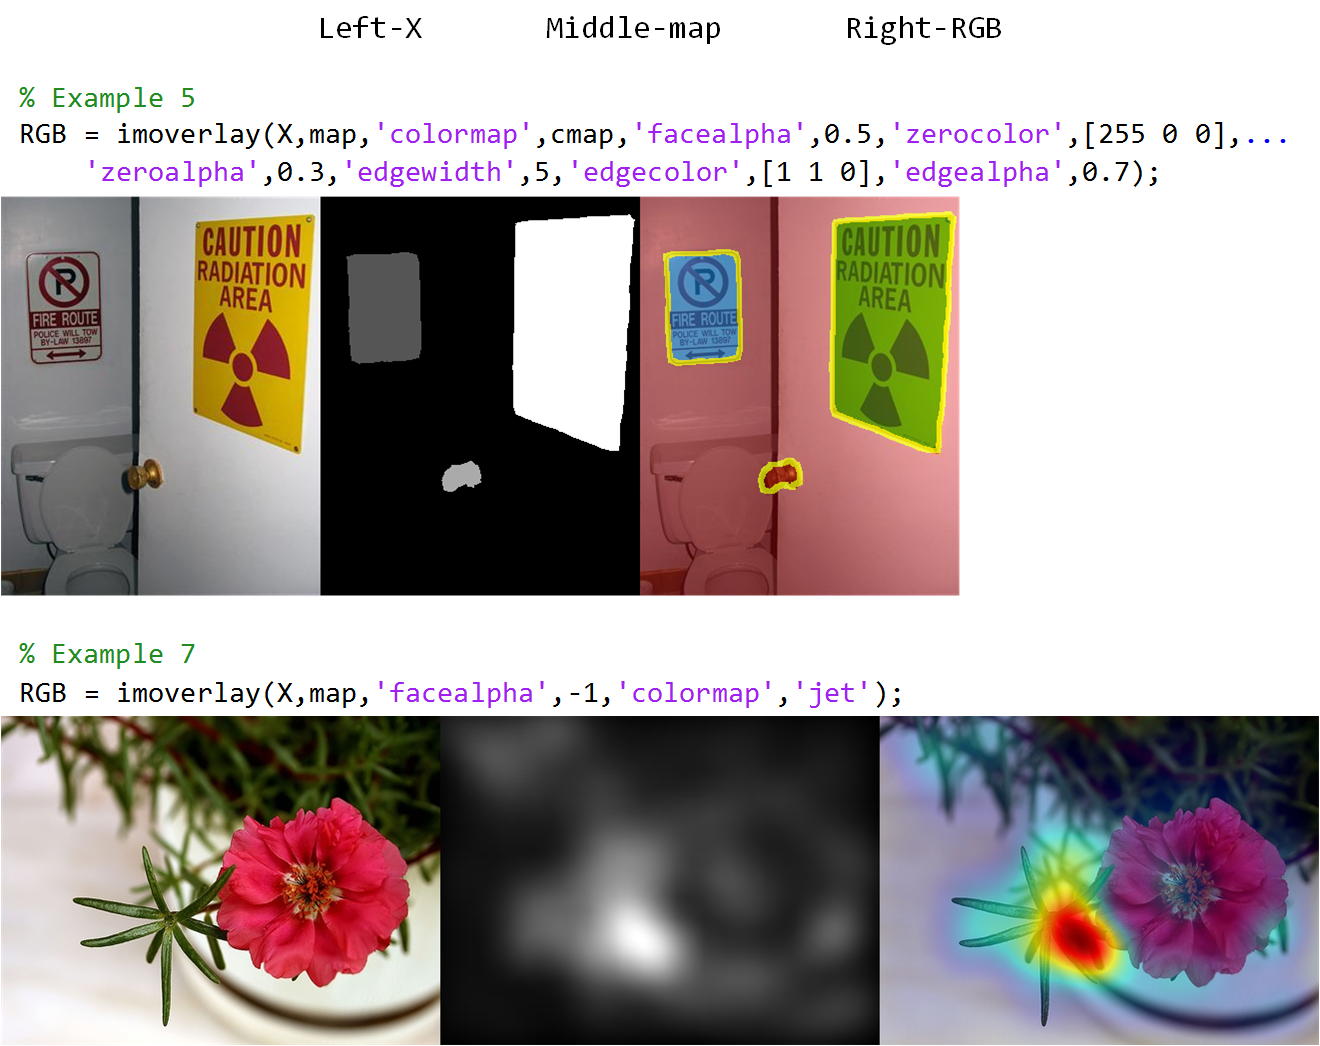 Left-X Middle-map Right-RGB
% Example 5
RGB = imoverlay(X,map,'colormap',cmap,'facealpha',0.5,'zerocolor',[255 0 0],...
'zeroalpha',0.3,'edgewidth',5,'edgecolor',[1 1 0],'edgealpha',0.7);
P
FIRE ROUTE
POLICE WILL TOW
BY-LAW 13897
CAUTION
RADIATION
AREA
P
FIRE ROUTE
POLICE WILL TOW
BY-LAW 13897
CAUTION
RADIATION
AREA
% Example 7
RGB = imoverlay(X,map,'facealpha',-1,'colormap','jet');